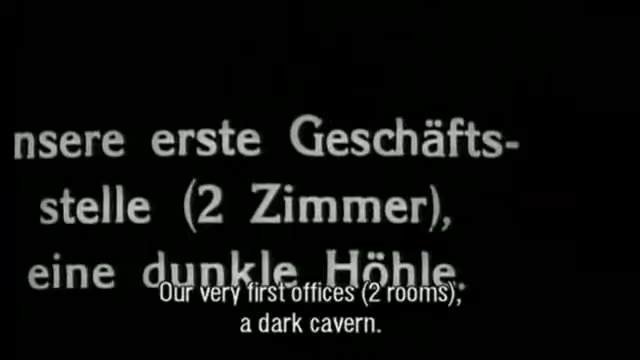 nsere erste Geschäfts-
stelle (2 Zimmer),
eine dunkle Höhle.
Our very first offices (2 rooms),
a dark cavern.